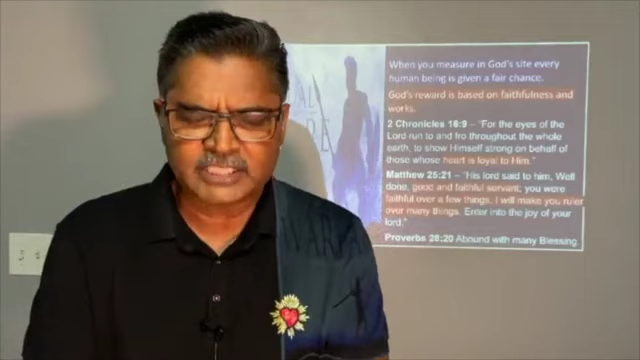 When you measure in God's site every
human being is given a fair chance.
God's reward is based on faithfulness and
works.
2 Chronicles 16:9 – "For the eyes of the
Lord run to and fro throughout the whole
earth, to show Himself strong on behalf of
those whose heart is loyal to Him."
Matthew 25:21 – "His lord said to him, Well
done, good and faithful servant; you were
faithful over a few things, I will make you ruler
over many things. Enter into the joy of your
lord."
Proverbs 28:20 Abound with many Blessing.